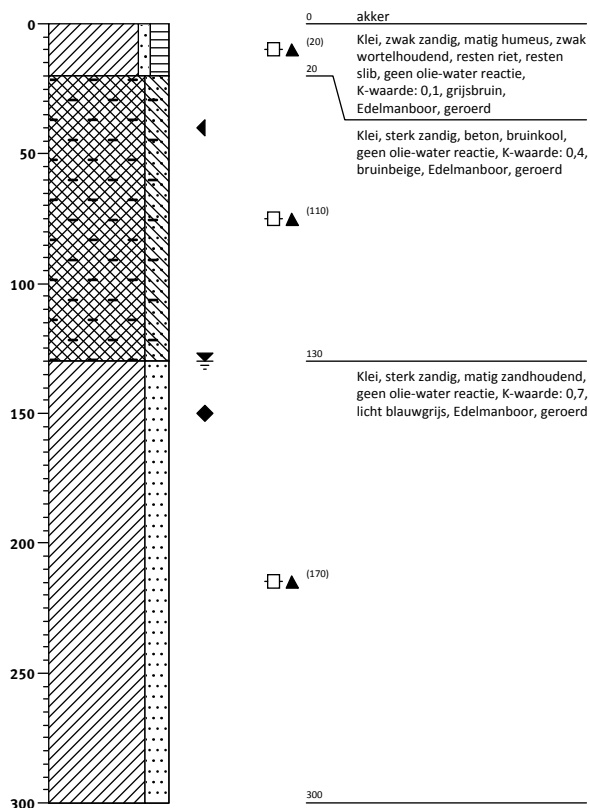 0
akker
0
(20)
Klei, zwak zandig, matig humeus, zwak
wortelhoudend, resten riet, resten
slib, geen olie-water reactie,
K-waarde: 0,1, grijsbruin,
Edelmanboor, geroerd
20
Klei, sterk zandig, beton, bruinkool,
geen olie-water reactie, K-waarde: 0,4,
bruinbeige, Edelmanboor, geroerd
50
(110)
100
130
Klei, sterk zandig, matig zandhoudend,
geen olie-water reactie, K-waarde: 0,7,
licht blauwgrijs, Edelmanboor, geroerd
150
200
(170)
250
300
300